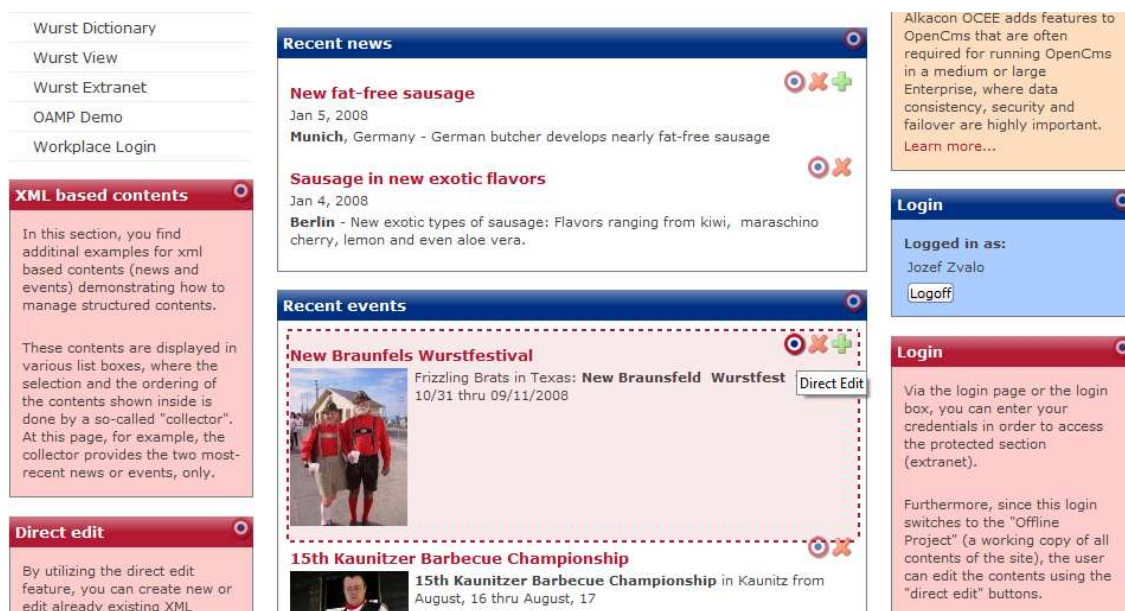 Wurst Dictionary
Wurst View
Wurst Extranet
OAMP Demo
Workplace Login
XML based contents
In this section, you find
additinal examples for xml
based contents (news and
events) demonstrating how to
manage structured contents.
These contents are displayed in
various list boxes, where the
selection and the ordering of
the contents shown inside is
done by a so-called "collector".
At this page, for example, the
collector provides the two most-
recent news or events, only.
Direct edit
By utilizing the direct edit
feature, you can create new or
edit already existing XML
Recent news
New fat-free sausage
Jan 5, 2008
Munich, Germany - German butcher develops nearly fat-free sausage
Sausage in new exotic flavors
Jan 4, 2008
Berlin - New exotic types of sausage: Flavors ranging from kiwi, maraschino
cherry, lemon and even aloe vera.
Recent events
New Braunfels Wurstfestival
Frizzling Brats in Texas: New Braunsfeld Wurstfest
10/31 thru 09/11/2008
Direct Edit
15th Kaunitzer Barbecue Championship
15th Kaunitzer Barbecue Championship in Kaunitz from
August, 16 thru August, 17
Alkacon OCEE adds features to
OpenCms that are often
required for running OpenCms
in a medium or large
Enterprise, where data
consistency, security and
failover are highly important.
Learn more...
Login
Logged in as:
Jozef Zvalo
Logoff
Login
Via the login page or the login
box, you can enter your
credentials in order to access
the protected section
(extranet).
Furthermore, since this login
switches to the "Offline
Project" (a working copy of all
contents of the site), the user
can edit the contents using the
"direct edit" buttons.